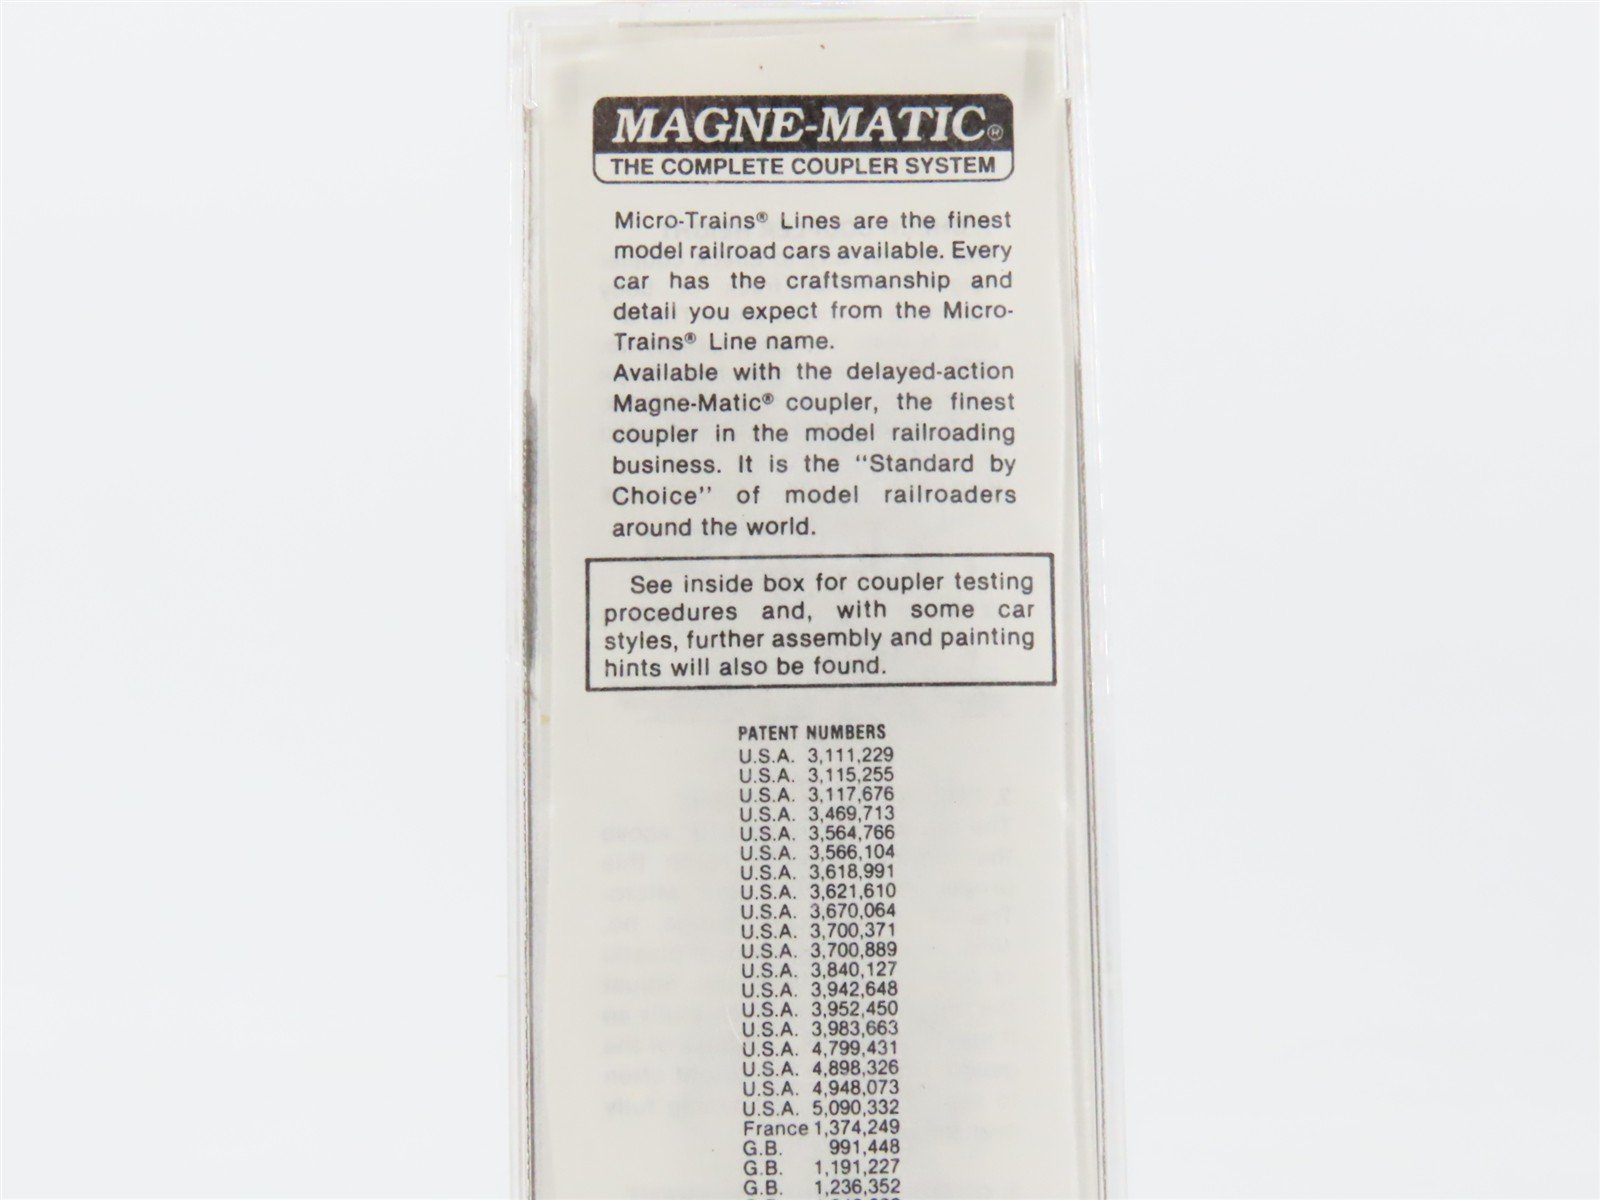 MAGNE-MATIC®
THE COMPLETE COUPLER SYSTEM
Micro-Trains® Lines are the finest
model railroad cars available. Every
car has the craftsmanship and
detail you expect from the Micro-
Trains® Line name.
Available with the delayed-action
Magne-Matic® coupler, the finest
coupler in the model railroading
business. It is the "Standard by
Choice" of model railroaders
around the world.
See inside box for coupler testing
procedures and, with some car
styles, further assembly and painting
hints will also be found.
PATENT NUMBERS
U.S.A. 3,111,229
U.S.A. 3,115,255
U.S.A. 3,117,676
U.S.A. 3,469,713
U.S.A. 3,564,766
U.S.A. 3,566,104
U.S.A. 3,618,991
U.S.A. 3,621,610
U.S.A. 3,670,064
U.S.A. 3,700,371
U.S.A. 3,700,889
U.S.A. 3,840,127
U.S.A. 3,942,648
U.S.A. 3,952,450
U.S.A. 3,983,663
U.S.A. 4,799,431
U.S.A. 4,898,326
U.S.A. 4,948,073
U.S.A. 5,090,332
France 1,374,249
G.B. 991,448
G.B. 1,191,227
G.B. 1,236,352